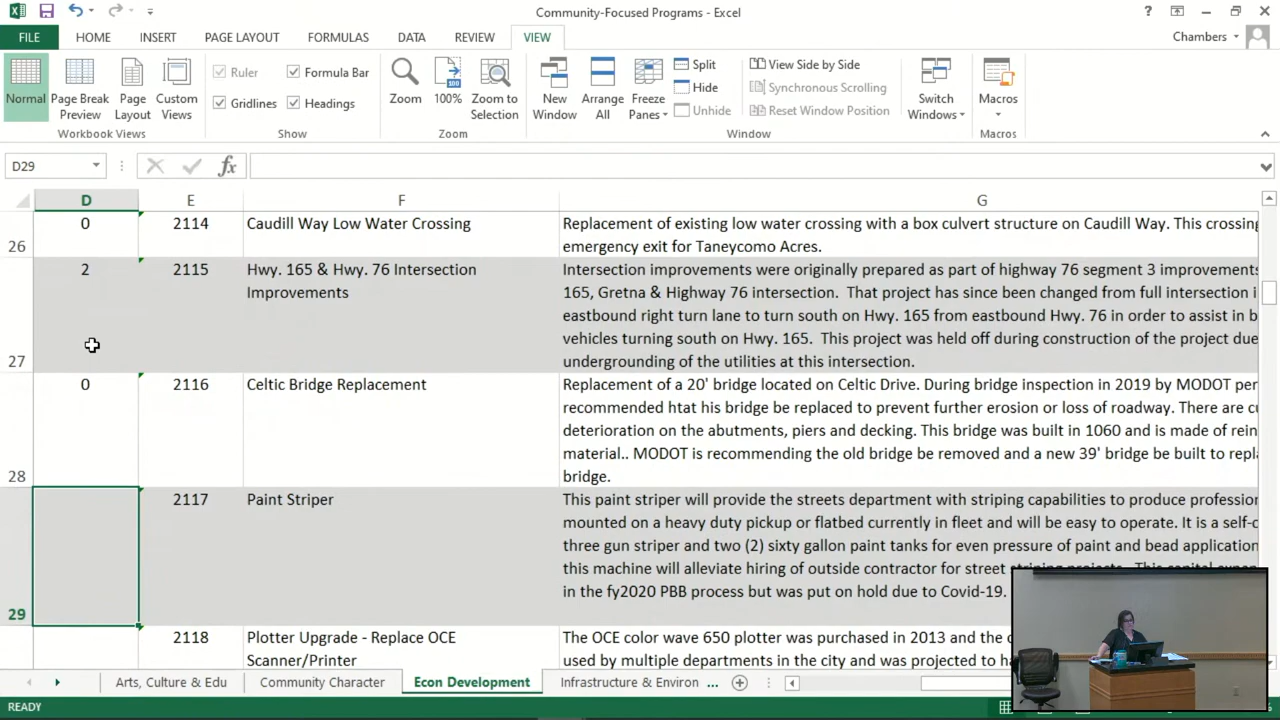 Community-Focused Programs - Excel
FILE HOME INSERT PAGE LAYOUT FORMULAS DATA REVIEW VIEW Chambers
Normal
Page Break Preview
Page Layout
Custom Views
Workbook Views
Ruler
Formula Bar
Gridlines
Headings
Show
Zoom
100%
Zoom to Selection
Zoom
New Window
Arrange All
Freeze Panes
Split
Hide
Unhide
View Side by Side
Synchronous Scrolling
Reset Window Position
Window
Switch Windows
Macros
Macros
D29
fx
D E F G
26 0 2114 Caudill Way Low Water Crossing
Replacement of existing low water crossing with a box culvert structure on Caudill Way. This crossing
emergency exit for Taneycomo Acres.
27 2 2115 Hwy. 165 & Hwy. 76 Intersection
Improvements
Intersection improvements were originally prepared as part of highway 76 segment 3 improvements
165, Gretna & Highway 76 intersection. That project has since been changed from full intersection i
eastbound right turn lane to turn south on Hwy. 165 from eastbound Hwy. 76 in order to assist in b
vehicles turning south on Hwy. 165. This project was held off during construction of the project due
undergrounding of the utilities at this intersection.
28 0 2116 Celtic Bridge Replacement
Replacement of a 20' bridge located on Celtic Drive. During bridge inspection in 2019 by MODOT per
recommended htat his bridge be replaced to prevent further erosion or loss of roadway. There are cu
deterioration on the abutments, piers and decking. This bridge was built in 1060 and is made of rein
material.. MODOT is recommending the old bridge be removed and a new 39' bridge be built to repl
bridge.
29 2117 Paint Striper
This paint striper will provide the streets department with striping capabilities to produce profession
mounted on a heavy duty pickup or flatbed currently in fleet and will be easy to operate. It is a self-c
three gun striper and two (2) sixty gallon paint tanks for even pressure of paint and bead application
this machine will alleviate hiring of outside contractor for street striping projects. This capital
in the fy2020 PBB process but was put on hold due to Covid-19.
2118 Plotter Upgrade - Replace OCE
Scanner/Printer
The OCE color wave 650 plotter was purchased in 2013 and the
used by multiple departments in the city and was projected to
Arts, Culture & Edu Community Character Econ Development Infrastructure & Environ ...
READY